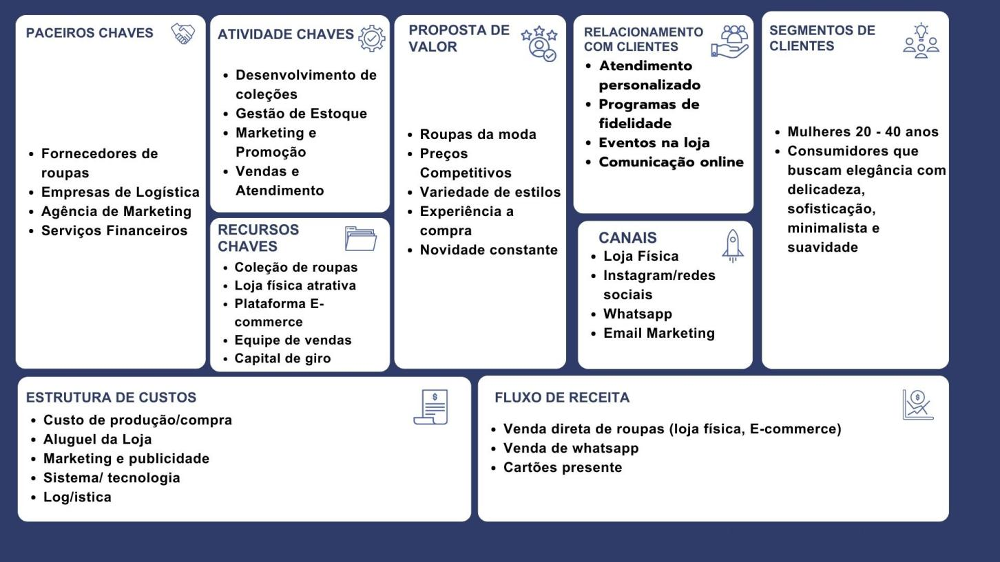 PACEIROS CHAVES
• Fornecedores de
roupas
• Empresas de Logística
• Agência de Marketing
• Serviços Financeiros
ATIVIDADE CHAVES
• Desenvolvimento de
coleções
• Gestão de Estoque
• Marketing e
Promoção
• Vendas e
Atendimento
RECURSOS
CHAVES
• Coleção de roupas
• Loja física atrativa
• Plataforma E-
commerce
• Equipe de vendas
• Capital de giro
PROPOSTA DE
VALOR
• Roupas da moda
• Preços
Competitivos
• Variedade de estilos
• Experiência a
compra
• Novidade constante
RELACIONAMENTO
COM CLIENTES
• Atendimento
personalizado
• Programas de
fidelidade
• Eventos na loja
• Comunicação online
CANAIS
• Loja Física
• Instagram/redes
sociais
• Whatsapp
• Email Marketing
SEGMENTOS DE
CLIENTES
• Mulheres 20 - 40 anos
• Consumidores que
buscam elegância com
delicadeza,
sofisticação,
minimalista e
suavidade
ESTRUTURA DE CUSTOS
$
• Custo de produção/compra
• Aluguel da Loja
• Marketing e publicidade
• Sistema/ tecnologia
• Log/istica
FLUXO DE RECEITA
$
• Venda direta de roupas (loja física, E-commerce)
• Venda de whatsapp
• Cartões presente